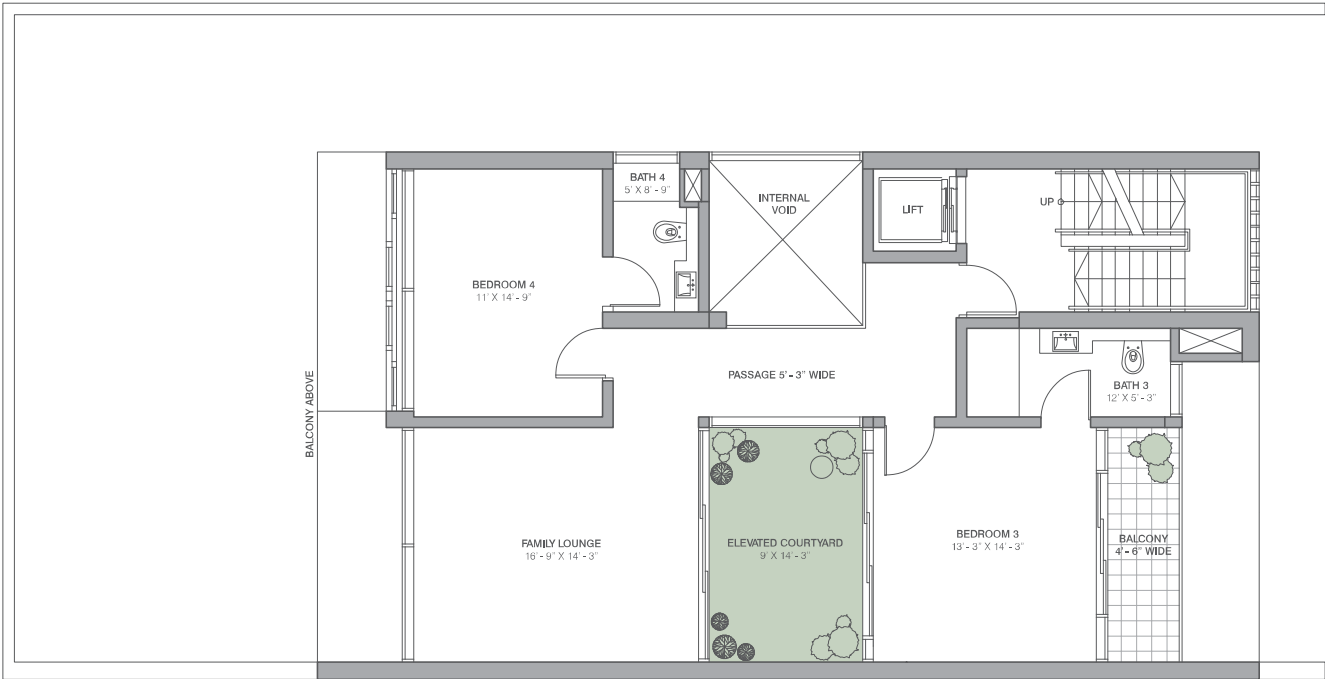 BATH 4
5' X 8' - 9"
INTERNAL
VOID
LIFT
UP
BEDROOM 4
11' X 14' - 9"
PASSAGE 5' - 3" WIDE
BATH 3
12' X 5' - 3"
BALCONY ABOVE
FAMILY LOUNGE
16' - 9" X 14' - 3"
ELEVATED COURTYARD
9' X 14' - 3"
BEDROOM 3
13' - 3" X 14' - 3"
BALCONY
4' - 6" WIDE